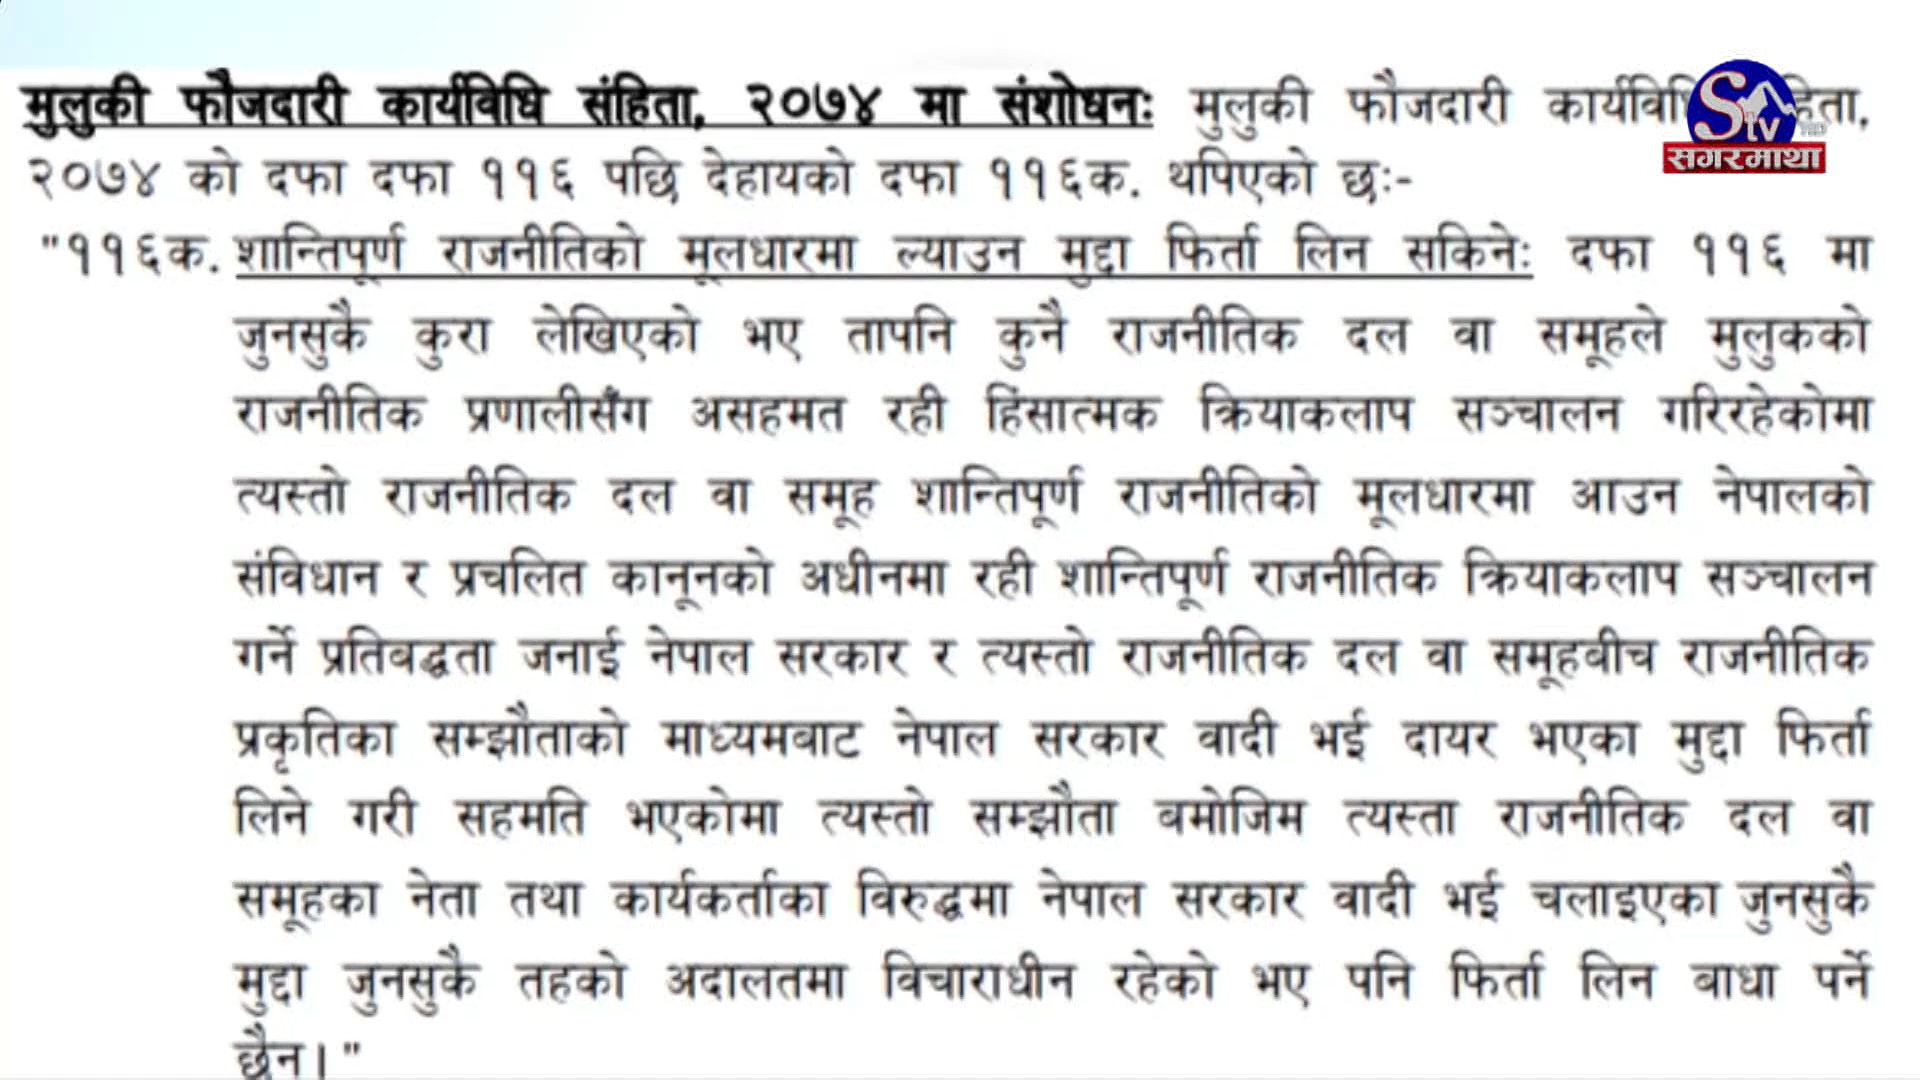 मुलुकी फौजदारी कार्यविधि संहिता, २०७४ मा संशोधनः मुलुकी फौजदारी कार्यविधि
२०७४ को दफा दफा ११६ पछि देहायको दफा ११६क. थपिएको छः-
"११६क. शान्तिपूर्ण राजनीतिको मूलधारमा ल्याउन मुद्दा फिर्ता लिन सकिनेः दफा ११६ मा
जुनसुकै कुरा लेखिएको भए तापनि कुनै राजनीतिक दल वा समूहले मुलुकको
राजनीतिक प्रणालीसँग असहमत रही हिंसात्मक क्रियाकलाप सञ्चालन गरिरहेकोमा
त्यस्तो राजनीतिक दल वा समूह शान्तिपूर्ण राजनीतिको मूलधारमा आउन नेपालको
संविधान र प्रचलित कानूनको अधीनमा रही शान्तिपूर्ण राजनीतिक क्रियाकलाप सञ्चालन
गर्ने प्रतिबद्धता जनाई नेपाल सरकार र त्यस्तो राजनीतिक दल वा समूहबीच राजनीतिक
प्रकृतिका सम्झौताको माध्यमबाट नेपाल सरकार वादी भई दायर भएका मुद्दा फिर्ता
लिने गरी सहमति भएकोमा त्यस्तो सम्झौता बमोजिम त्यस्ता राजनीतिक दल वा
समूहका नेता तथा कार्यकर्ताका विरुद्धमा नेपाल सरकार वादी भई चलाइएका जुनसुकै
मुद्दा जुनसुकै तहको अदालतमा विचाराधीन रहेको भए पनि फिर्ता लिन बाधा पर्ने
छैन।"
Stv
सगरमाथा